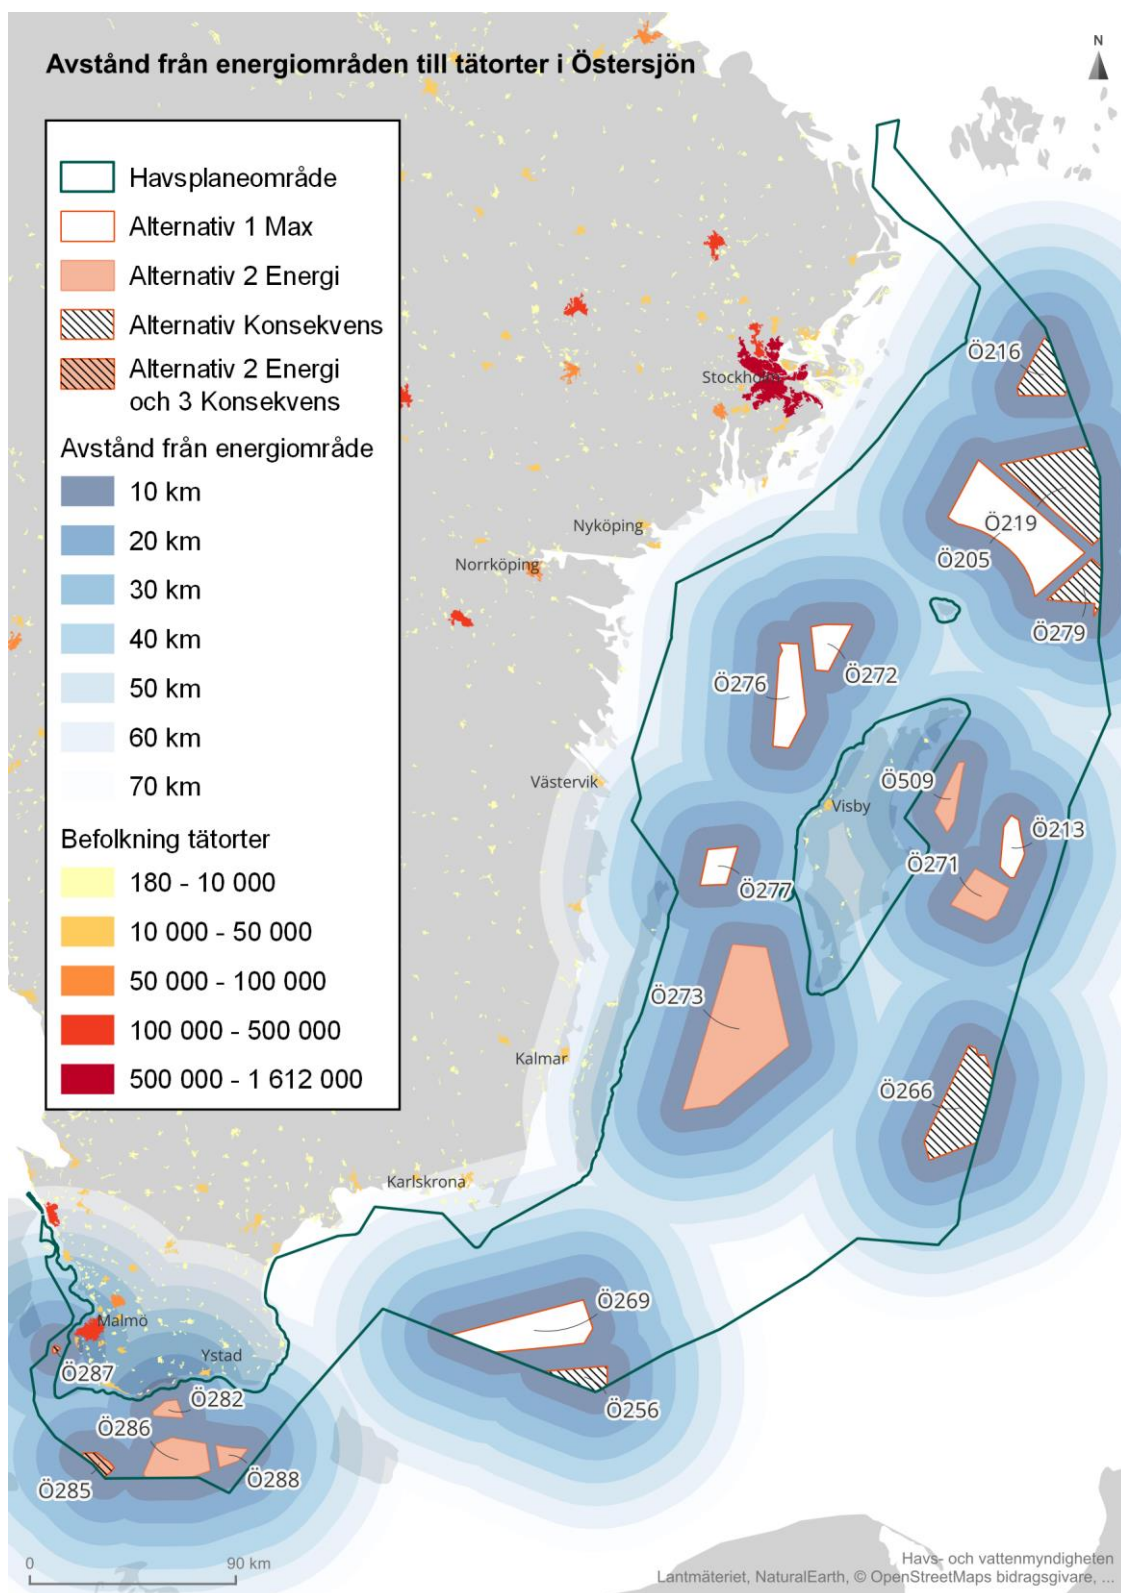 Avstånd från energiområden till tätorter i Östersjön
N
Havsplaneområde
Alternativ 1 Max
Alternativ 2 Energi
Alternativ Konsekvens
Alternativ 2 Energi
och 3 Konsekvens
Avstånd från energiområde
10 km
20 km
30 km
40 km
50 km
60 km
70 km
Befolkning tätorter
180 - 10 000
10 000 - 50 000
50 000 - 100 000
100 000 - 500 000
500 000 - 1 612 000
Ö216
Stockholm
Ö219
Nyköping
Ö205
Norrköping
Ö279
Ö272
Ö276
Västervik
Ö509
Visby
Ö213
Ö271
Ö277
Ö273
Kalmar
Ö266
Karlskrona
Ö269
Malmö
Ystad
Ö287
Ö282
Ö256
Ö286
Ö285
Ö288
0 90 km
Havs- och vattenmyndigheten
Lantmäteriet, NaturalEarth, © OpenStreetMaps bidragsgivare, ...